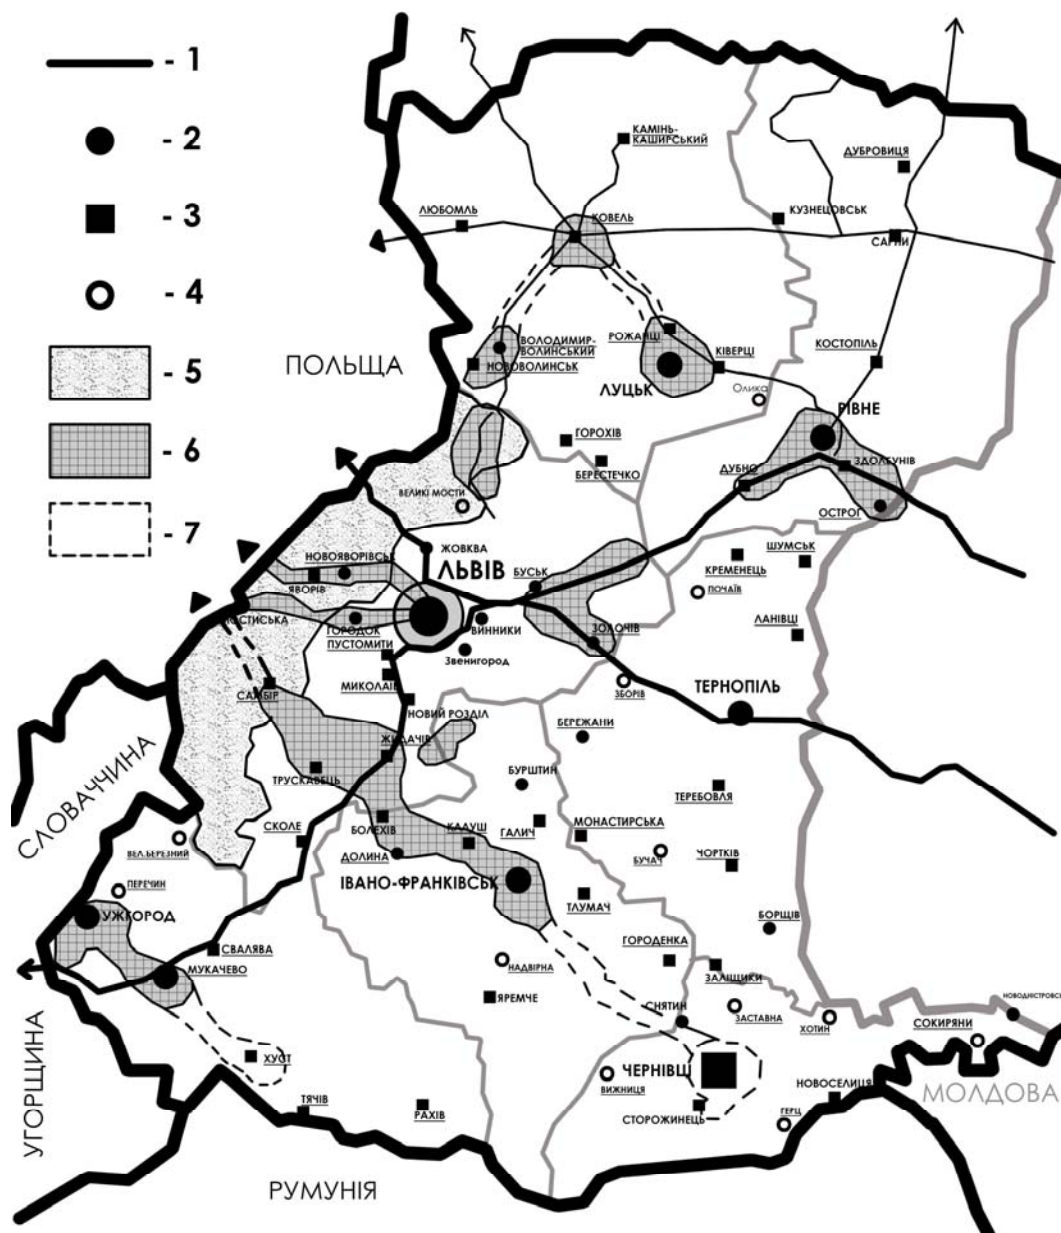 - 1
- 2
- 3
- 4
- 5
- 6
- 7
КАМІНЬ-
КАШИРСЬКИЙ
ДУБРОВИЦЯ
ЛЮБОМЛЬ
КОВЕЛЬ
КУЗНЕЦОВСЬК
САРНИ
ПОЛЬЩА
ВОЛОДИМИР-
ВОЛИНСЬКИЙ
НОВОВОЛИНСЬК
РОЖАНЦІ
КІВЕРЦІ
КОСТОПІЛЬ
ЛУЦЬК
Олика
РІВНЕ
ГОРОХІВ
БЕРЕСТЕЧКО
ДУБНО
ЗДОЛБУНІВ
ОСТРОГ
ВЕЛИКІ МОСТИ
ЖОВКВА
НОВОЯВОРІВСЬК
ЛЬВІВ
БУСЬК
КРЕМЕНЕЦЬ
ШУМСЬК
ЯВОРІВ
ПОЧАЇВ
МОСТИСЬКА
ГОРОДОК
ВИННИКИ
ЗОЛОЧІВ
ЛАНІВЦІ
ПУСТОМИТИ
Звенигород
МИКОЛАЇВ
САМБІР
ЗБОРІВ
ТЕРНОПІЛЬ
НОВИЙ РОЗДІЛ
БЕРЕЖАНИ
ЖИДАЧІВ
СЛОВАЧЧИНА
ТРУСКАВЕЦЬ
БУРШТИН
ТЕРЕБОВЛЯ
СКОЛЕ
БОЛЕХІВ
КАЛУШ
ГАЛИЧ
МОНАСТИРСЬКА
ВЕЛ.БЕРЕЗНИЙ
ДОЛИНА
БУЧАЧ
ЧОРТКІВ
ПЕРЕЧИН
ІВАНО-ФРАНКІВСЬК
ТЛУМАЧ
УЖГОРОД
БОРЩІВ
СВАЛЯВА
ГОРОДЕНКА
МУКАЧЕВО
НАДВІРНА
ЗАЛІЩИКИ
ЯРЕМЧЕ
СНЯТИН
ЗАСТАВНА
ХОТИН
НОВОДНІСТРОВСЬК
СОКИРЯНИ
УГОРЩИНА
ХУСТ
ЧЕРНІВЦІ
ВИЖНИЦЯ
НОВОСЕЛИЦЯ
МОЛДОВА
ТЯЧІВ
РАХІВ
СТОРОЖИНЕЦЬ
ГЕРЦ
РУМУНІЯ